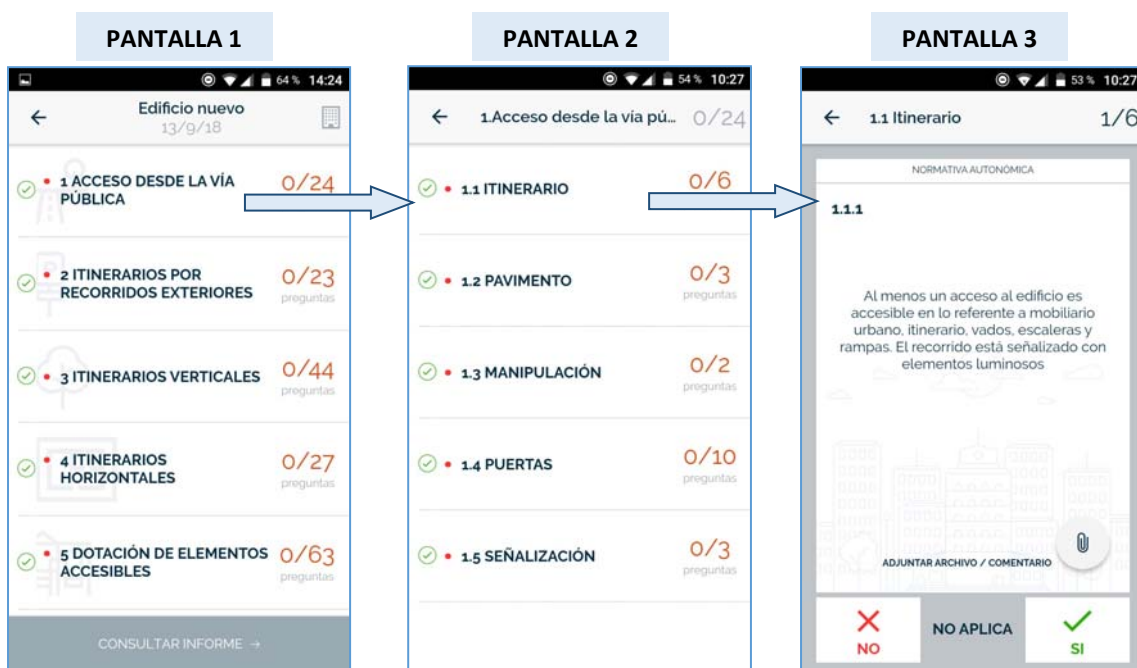 PANTALLA 1
64 % 14:24
Edificio nuevo
13/9/18
1 ACCESO DESDE LA VÍA
PÚBLICA
0/24
2 ITINERARIOS POR
RECORRIDOS EXTERIORES
0/23
preguntas
3 ITINERARIOS VERTICALES
0/44
preguntas
4 ITINERARIOS
HORIZONTALES
0/27
preguntas
5 DOTACIÓN DE ELEMENTOS
ACCESIBLES
0/63
preguntas
CONSULTAR INFORME →
PANTALLA 2
54 % 10:27
1.Acceso desde la vía pú... 0/24
1.1 ITINERARIO
0/6
1.2 PAVIMENTO
0/3
preguntas
1.3 MANIPULACIÓN
0/2
preguntas
1.4 PUERTAS
0/10
preguntas
1.5 SEÑALIZACIÓN
0/3
preguntas
PANTALLA 3
53 % 10:27
1.1 Itinerario 1/6
NORMATIVA AUTONÓMICA
1.1.1
Al menos un acceso al edificio es
accesible en lo referente a mobiliario
urbano, itinerario, vados, escaleras y
rampas. El recorrido está señalizado con
elementos luminosos
ADJUNTAR ARCHIVO / COMENTARIO
NO
NO APLICA
SI